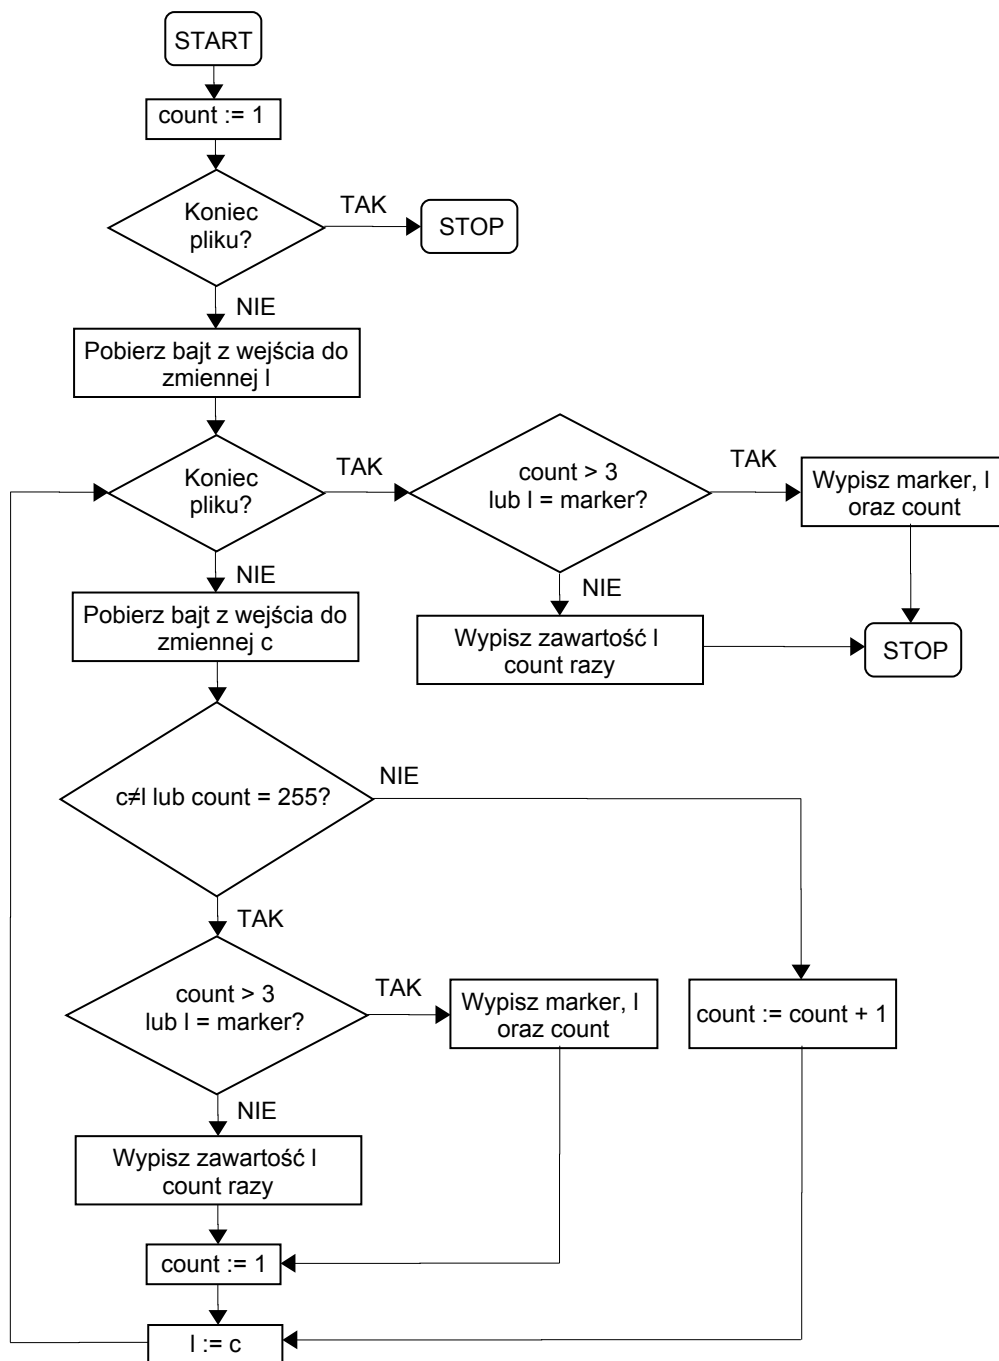 START
count := 1
Koniec
pliku?
TAK
STOP
NIE
Pobierz bajt z wejścia do
zmiennej l
Koniec
pliku?
TAK
count > 3
lub l = marker?
TAK
Wypisz marker, l
oraz count
NIE
NIE
Pobierz bajt z wejścia do
zmiennej c
Wypisz zawartość l
count razy
STOP
c≠l lub count = 255?
NIE
TAK
count > 3
lub l = marker?
TAK
Wypisz marker, l
oraz count
count := count + 1
NIE
Wypisz zawartość l
count razy
count := 1
l := c